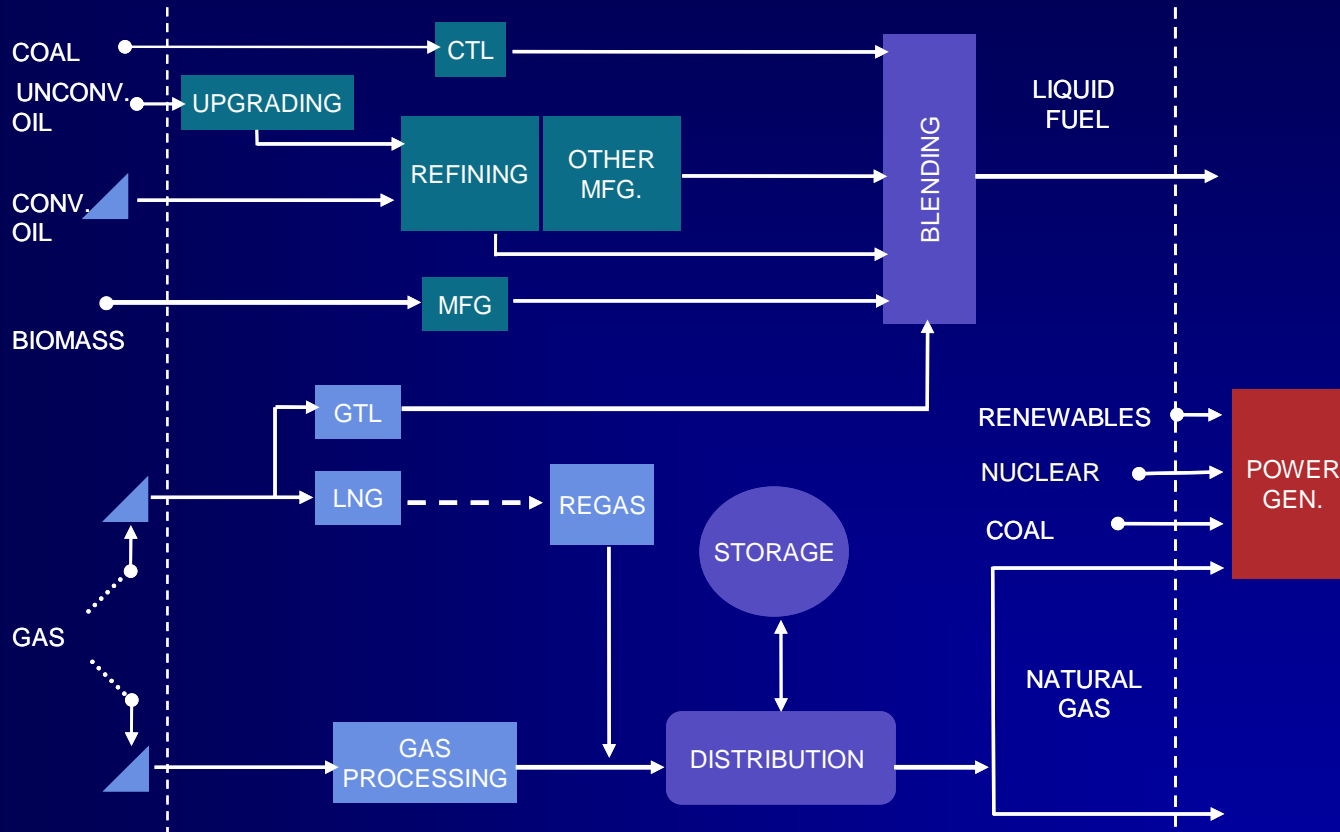 COAL
CTL
UNCONV.
OIL
UPGRADING
LIQUID
FUEL
REFINING
OTHER
MFG.
BLENDING
CONV.
OIL
MFG
BIOMASS
GTL
RENEWABLES
LNG
REGAS
NUCLEAR
POWER
GEN.
COAL
STORAGE
GAS
NATURAL
GAS
GAS
PROCESSING
DISTRIBUTION